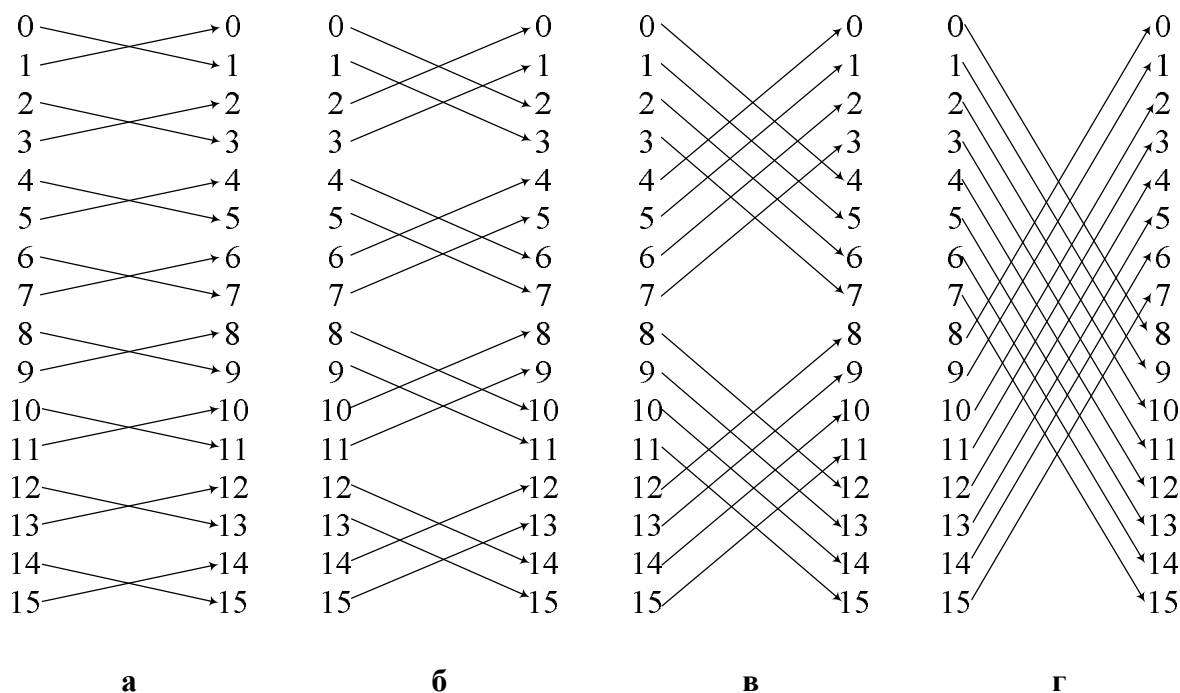 0 0 0 0 0 0 0 0
1 1 1 1 1 1 1 1
2 2 2 2 2 2 2 2
3 3 3 3 3 3 3 3
4 4 4 4 4 4 4 4
5 5 5 5 5 5 5 5
6 6 6 6 6 6 6 6
7 7 7 7 7 7 7 7
8 8 8 8 8 8 8 8
9 9 9 9 9 9 9 9
10 10 10 10 10 10 10 10
11 11 11 11 11 11 11 11
12 12 12 12 12 12 12 12
13 13 13 13 13 13 13 13
14 14 14 14 14 14 14 14
15 15 15 15 15 15 15 15
а б в г